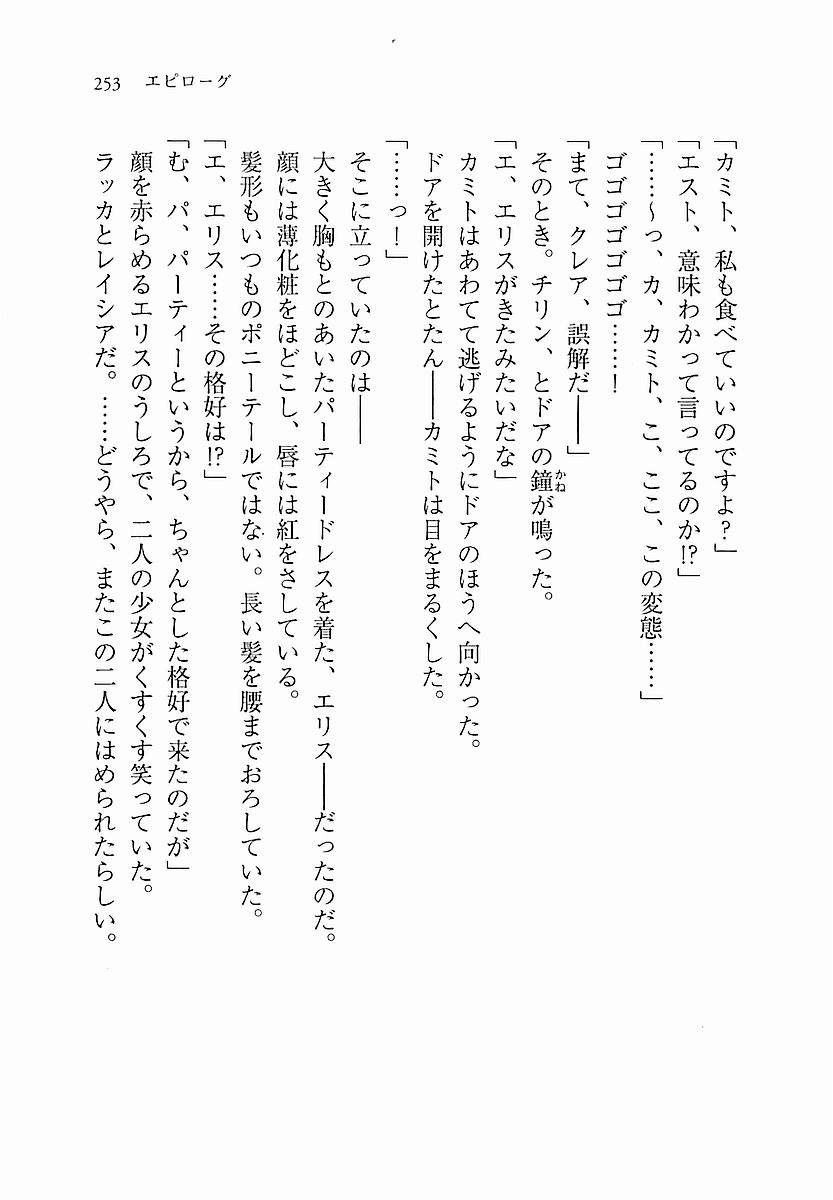 253 エピローグ
「カミト、私も食べていいのですよ？」
「エスト、意味わかって言ってるのか!?」
「……～っ、カ、カミト、こ、ここ、この変態……」
ゴゴゴゴゴゴゴ……！
「まて、クレア、誤解だ――」
そのとき。チリン、とドアの鐘が鳴った。
かね
「エ、エリスがきたみたいだな」
カミトはあわてて逃げるようにドアのほうへ向かった。
ドアを開けたとたん――カミトは目をまるくした。
「……っ！」
そこに立っていたのは――
大きく胸もとのあいたパーティードレスを着た、エリス――だったのだ。
顔には薄化粧をほどこし、唇には紅をさしている。
髪形もいつものポニーテールではない。長い髪を腰までおろしていた。
「エ、エリス……その格好は!?」
「む、パ、パーティーというから、ちゃんとした格好で来たのだが」
顔を赤らめるエリスのうしろで、二人の少女がくすくす笑っていた。
ラッカとレイシアだ。……どうやら、またこの二人にはめられたらしい。